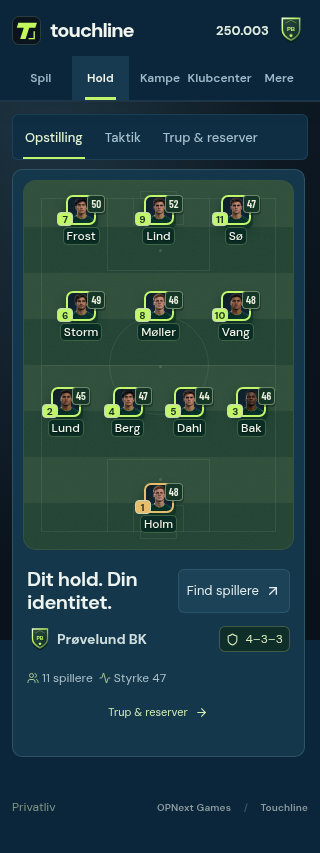 touchline
250.003
PB
Spil Hold Kampe Klubcenter Mere
Opstilling Taktik Trup & reserver
50 52 47
7 9 11
Frost Lind Sø
49 46 48
6 8 10
Storm Møller Vang
45 47 44 46
2 4 5 3
Lund Berg Dahl Bak
48
1
Holm
Dit hold. Din
identitet.
Find spillere
PB
Prøvelund BK
4–3–3
11 spillere Styrke 47
Trup & reserver
Privatliv
OPNext Games / Touchline